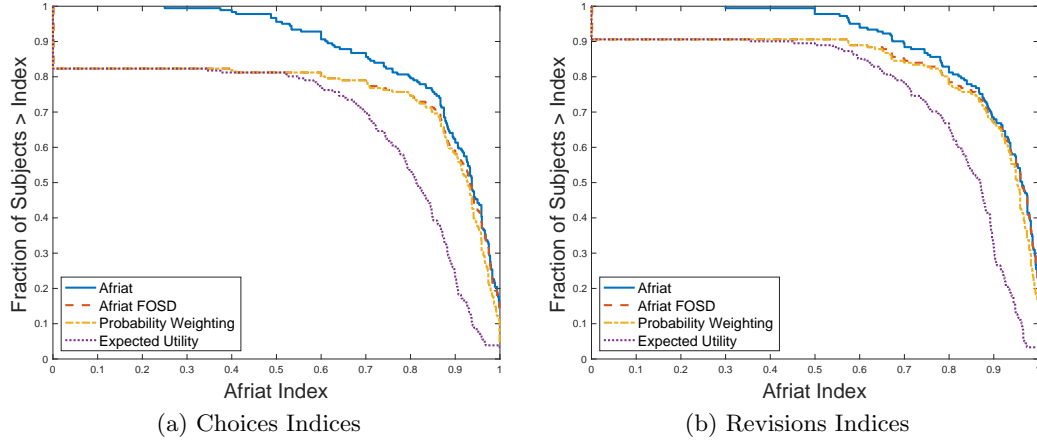 1
0.9
0.8
0.7
0.6
0.5
0.4
0.3
0.2
0.1
0
Fraction of Subjects > Index
Afriat
Afriat FOSD
Probability Weighting
Expected Utility
0 0.1 0.2 0.3 0.4 0.5 0.6 0.7 0.8 0.9 1
Afriat Index
(a) Choices Indices
1
0.9
0.8
0.7
0.6
0.5
0.4
0.3
0.2
0.1
0
Fraction of Subjects > Index
Afriat
Afriat FOSD
Probability Weighting
Expected Utility
0 0.1 0.2 0.3 0.4 0.5 0.6 0.7 0.8 0.9 1
Afriat Index
(b) Revisions Indices